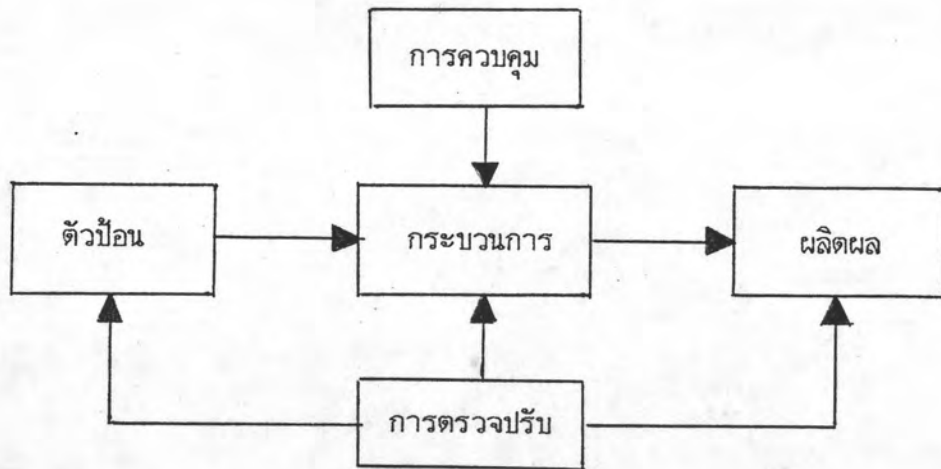 การควบคุม
ตัวป้อน
กระบวนการ
ผลิตผล
การตรวจปรับ